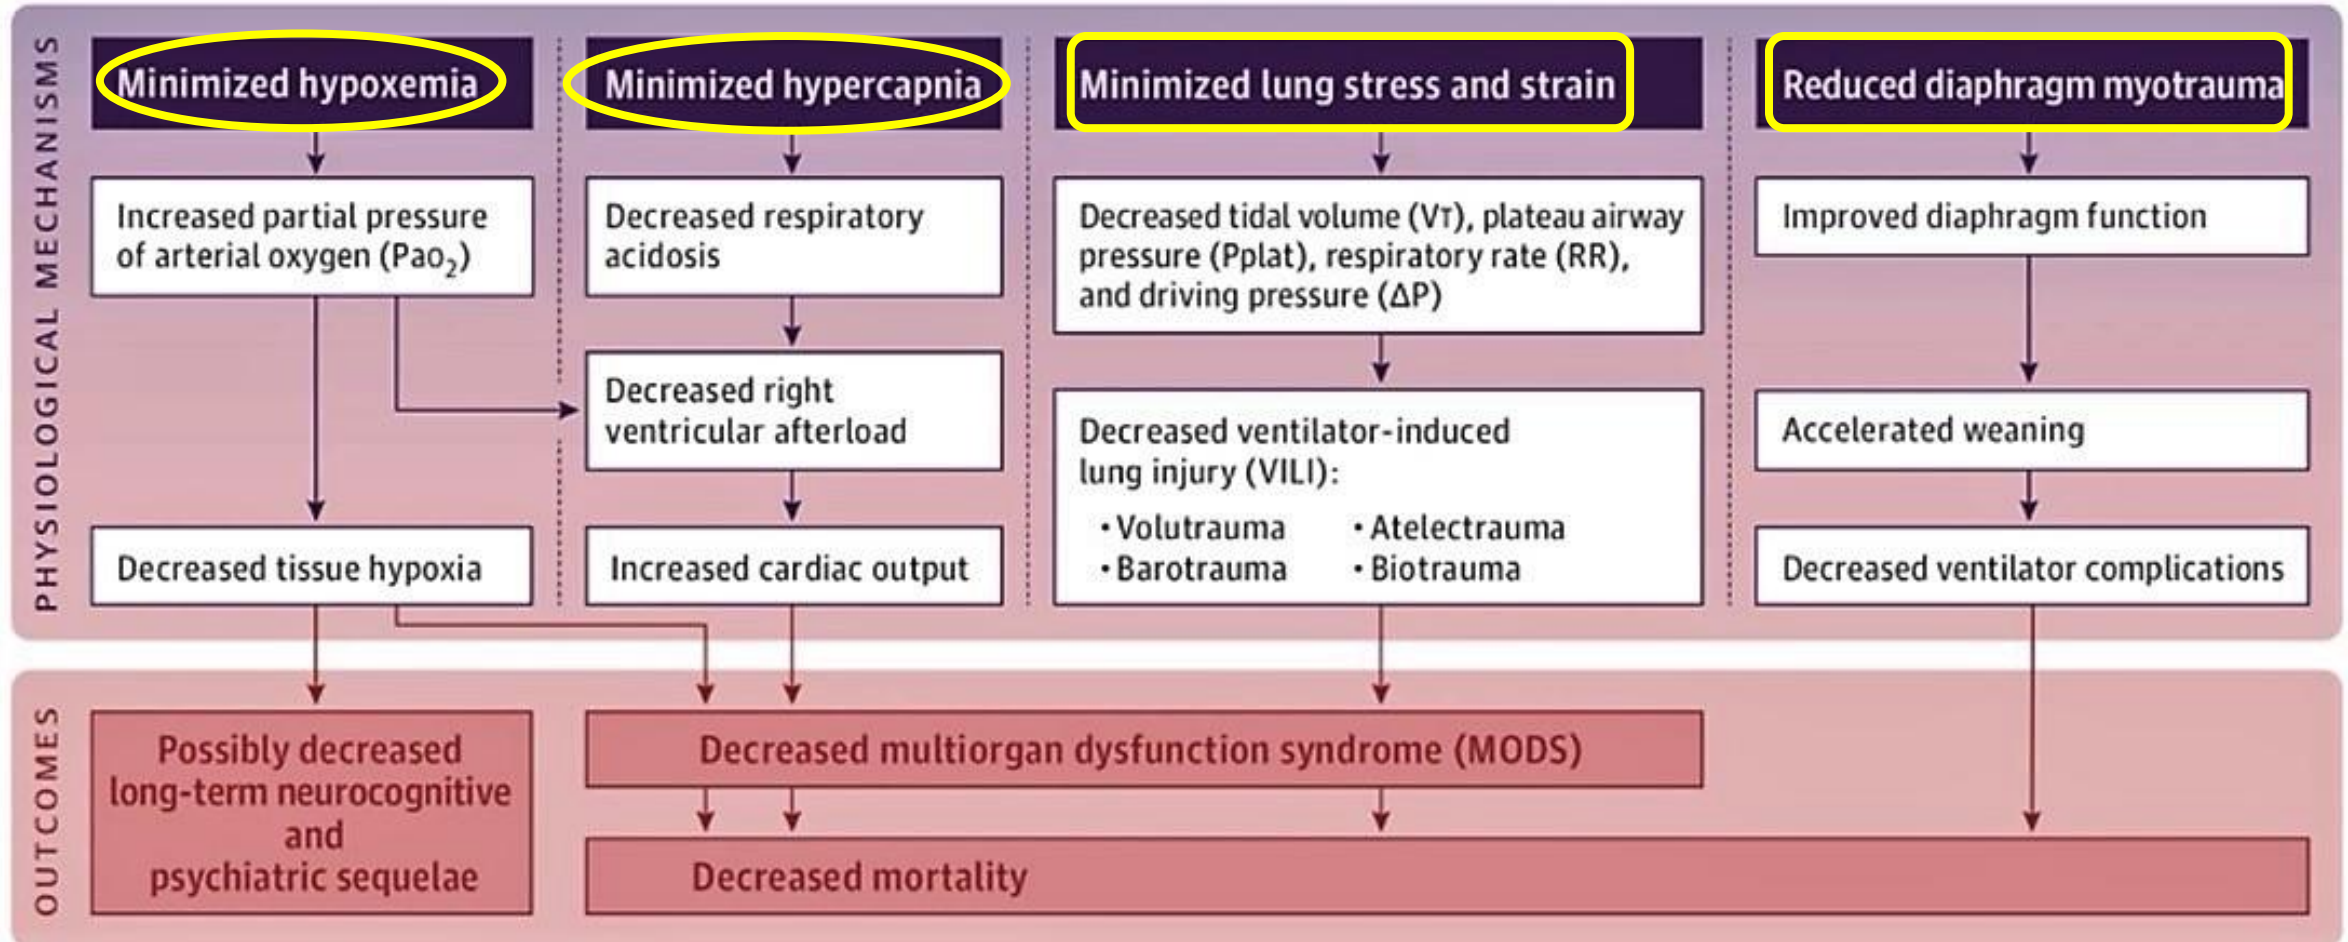 PHYSIOLOGICAL MECHANISMS
Minimized hypoxemia
Increased partial pressure
of arterial oxygen (Pao₂)
Decreased tissue hypoxia
Minimized hypercapnia
Decreased respiratory
acidosis
Decreased right
ventricular afterload
Increased cardiac output
Minimized lung stress and strain
Decreased tidal volume (VT), plateau airway
pressure (Pplat), respiratory rate (RR),
and driving pressure (ΔP)
Decreased ventilator-induced
lung injury (VILI):
• Volutrauma • Atelectrauma
• Barotrauma • Biotrauma
Reduced diaphragm myotrauma
Improved diaphragm function
Accelerated weaning
Decreased ventilator complications
OUTCOMES
Possibly decreased
long-term neurocognitive
and
psychiatric sequelae
Decreased multiorgan dysfunction syndrome (MODS)
Decreased mortality